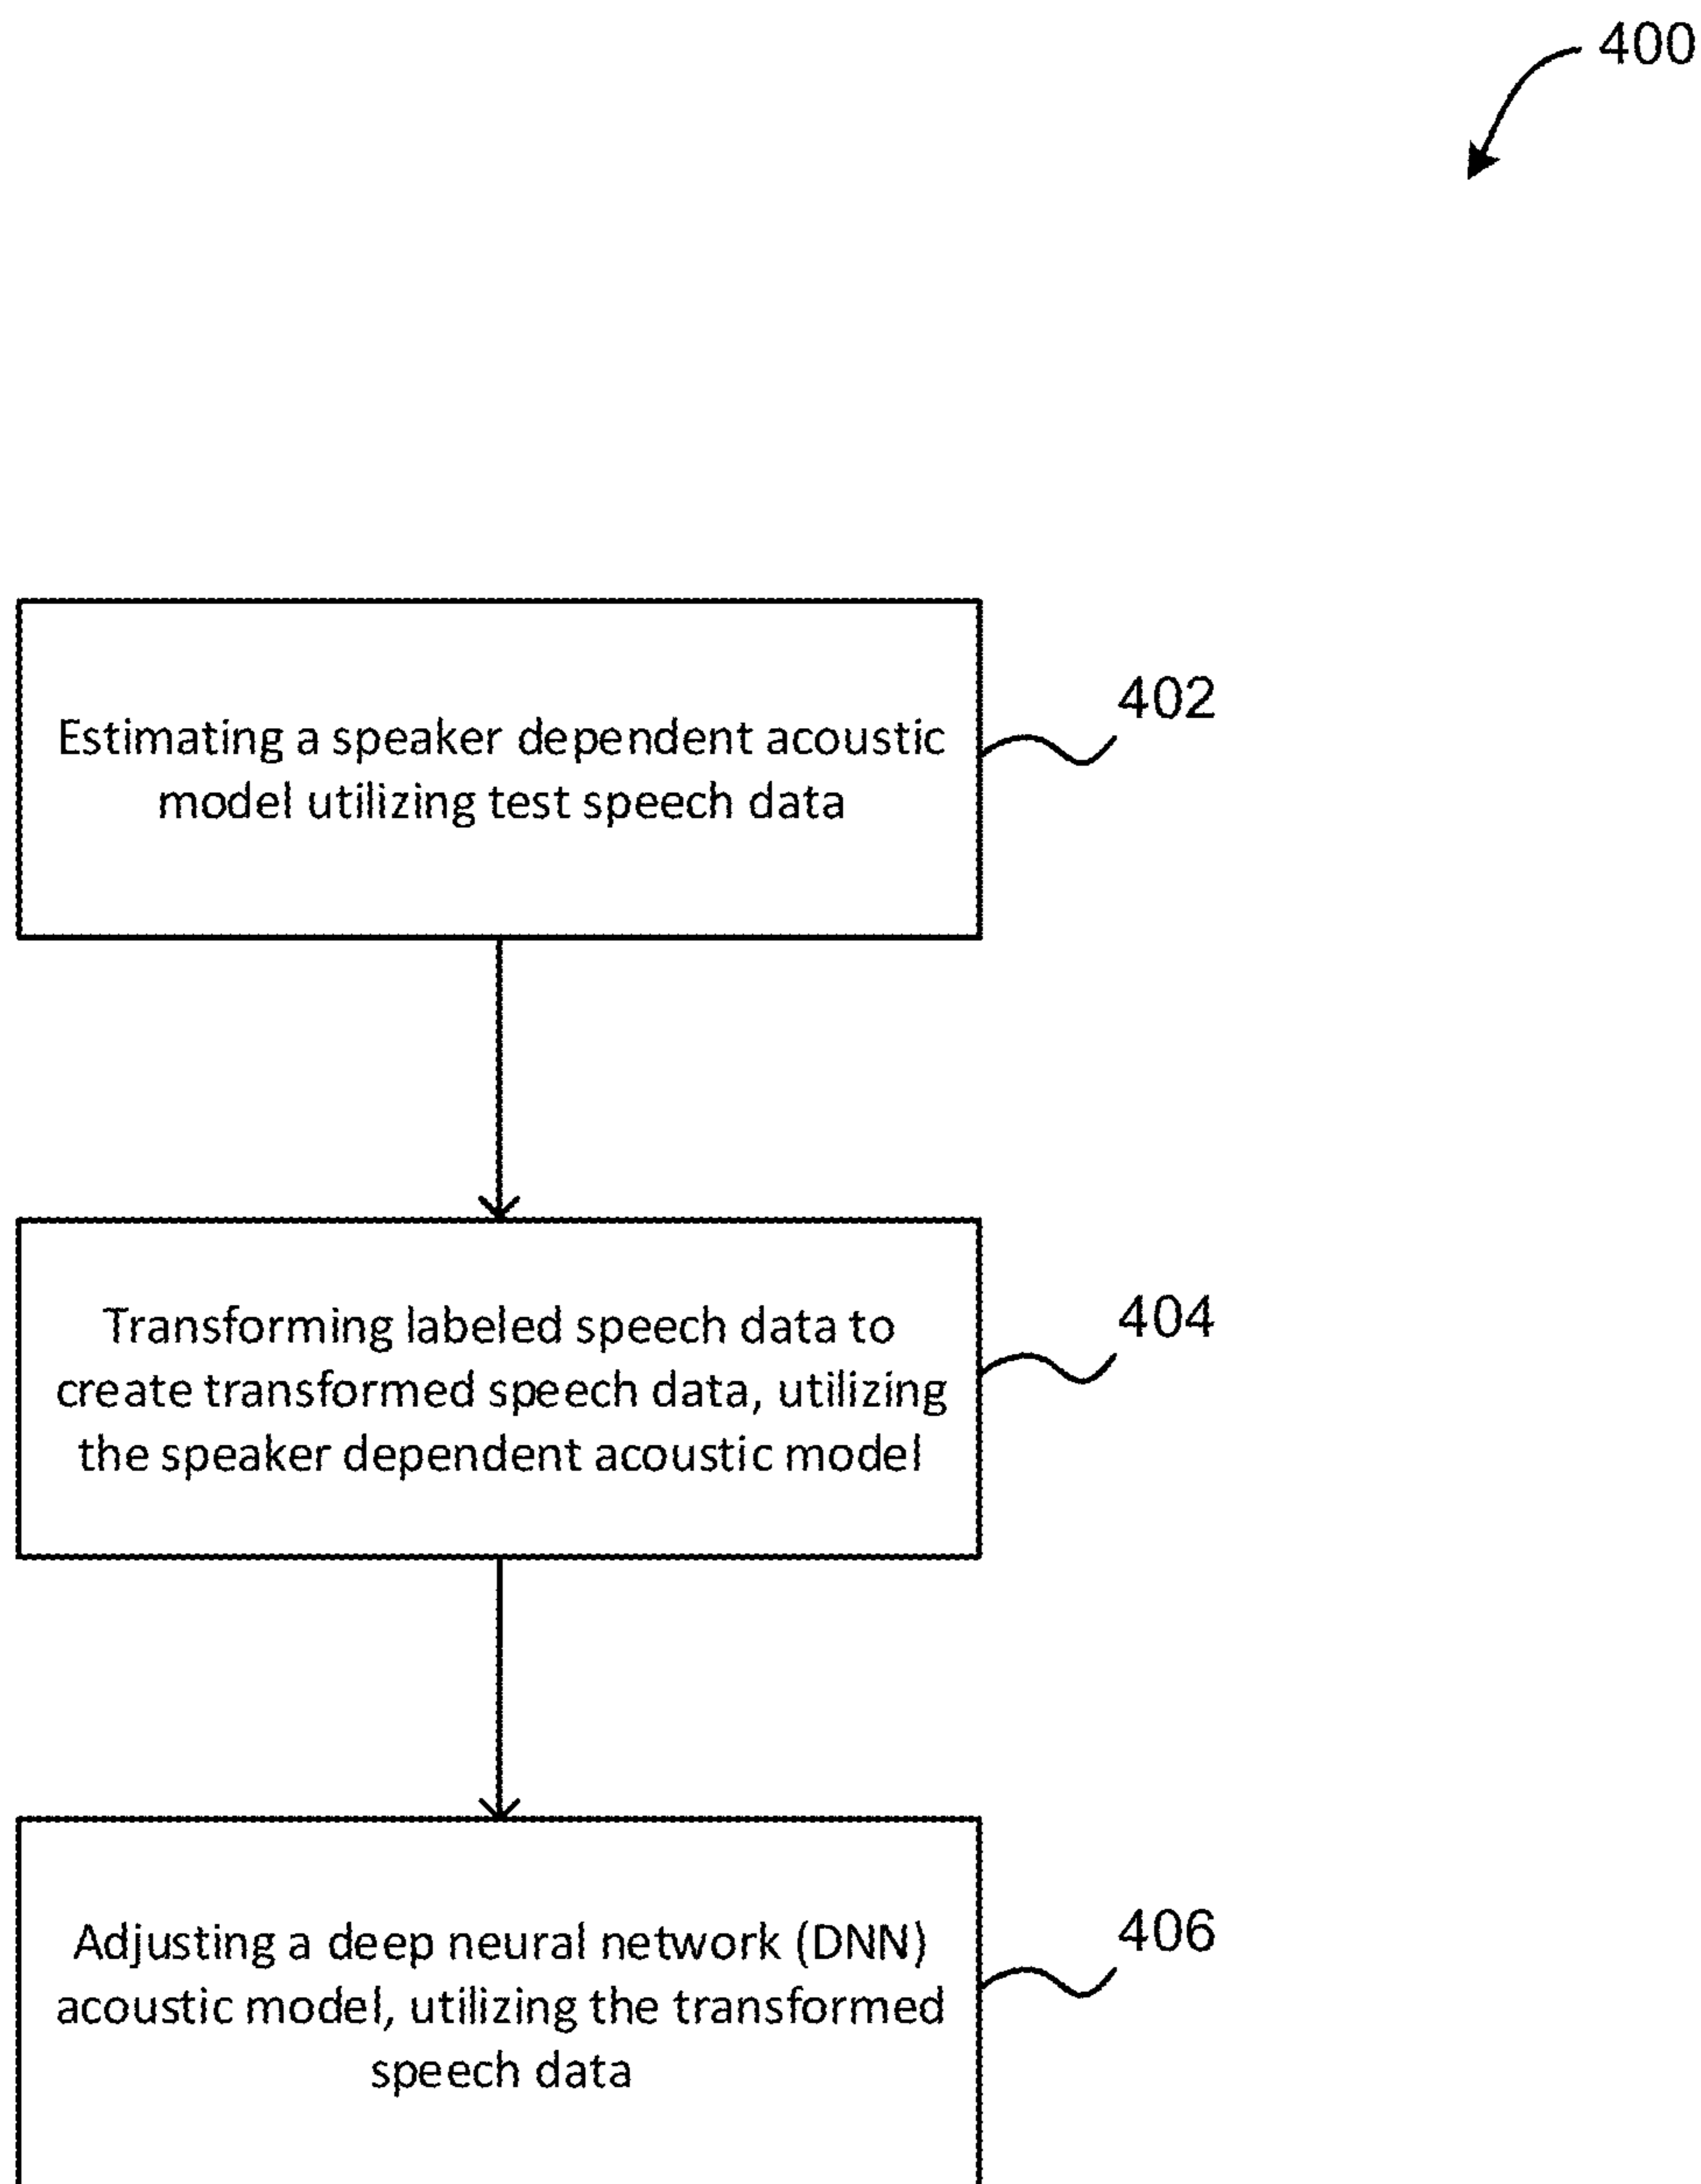 400
Estimating a speaker dependent acoustic
model utilizing test speech data
402
Transforming labeled speech data to
create transformed speech data, utilizing
the speaker dependent acoustic model
404
Adjusting a deep neural network (DNN)
acoustic model, utilizing the transformed
speech data
406